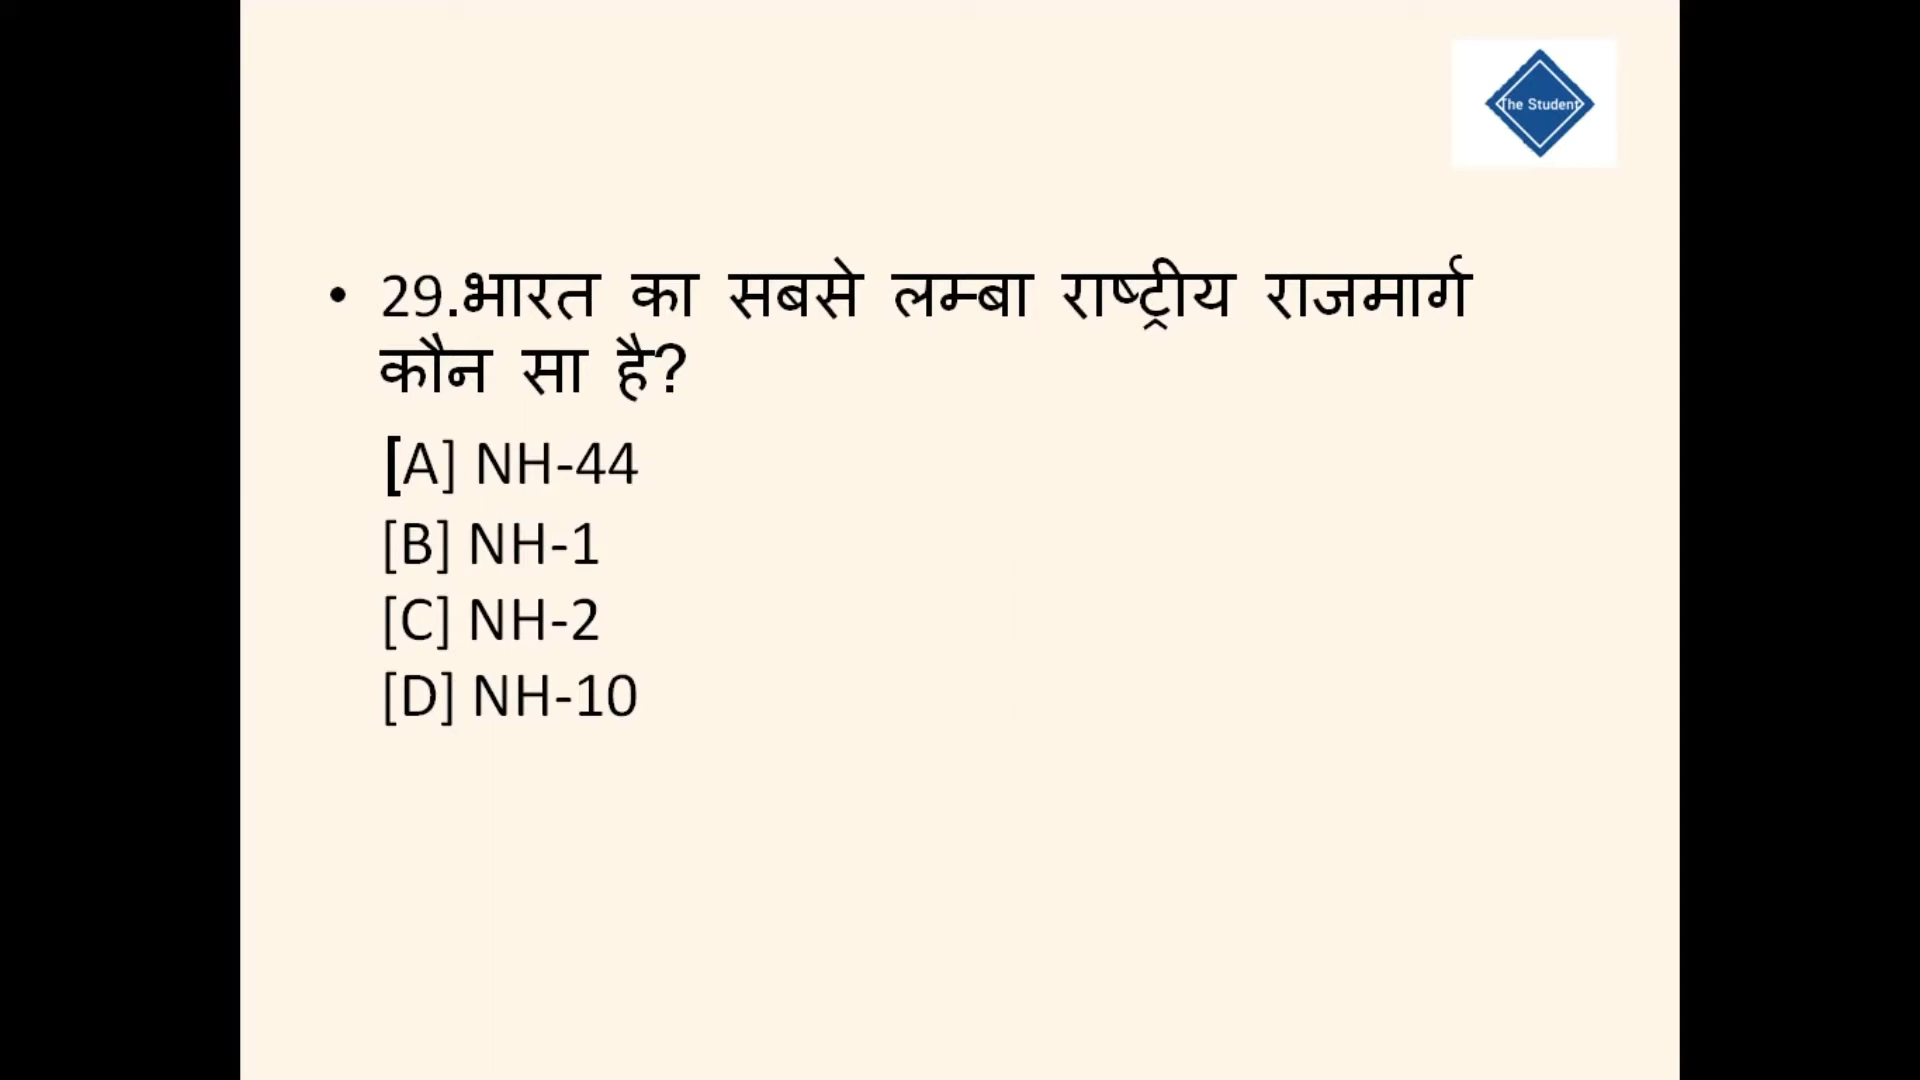 The Student
• 29.भारत का सबसे लम्बा राष्ट्रीय राजमार्ग
कौन सा है?
[A] NH-44
[B] NH-1
[C] NH-2
[D] NH-10